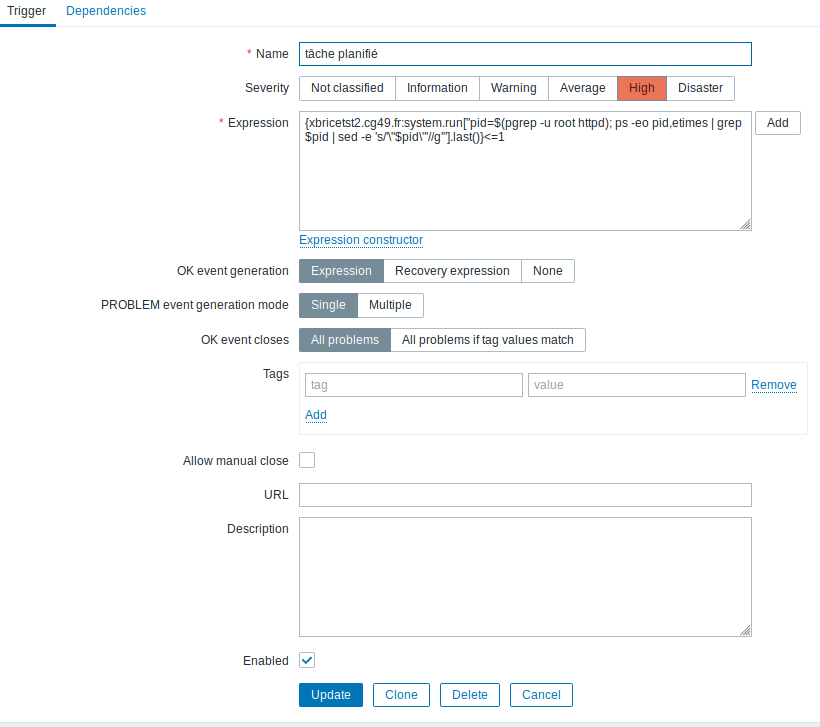 Trigger Dependencies
* Name tâche planifié
Severity Not classified Information Warning Average High Disaster
* Expression {xbricetst2.cg49.fr:system.run["pid=$(pgrep -u root httpd); ps -eo pid,etimes | grep Add
$pid | sed -e 's/'\"$pid\"'//g'"].last()}<=1
Expression constructor
OK event generation Expression Recovery expression None
PROBLEM event generation mode Single Multiple
OK event closes All problems All problems if tag values match
Tags tag value Remove
Add
Allow manual close
URL
Description
Enabled
Update Clone Delete Cancel